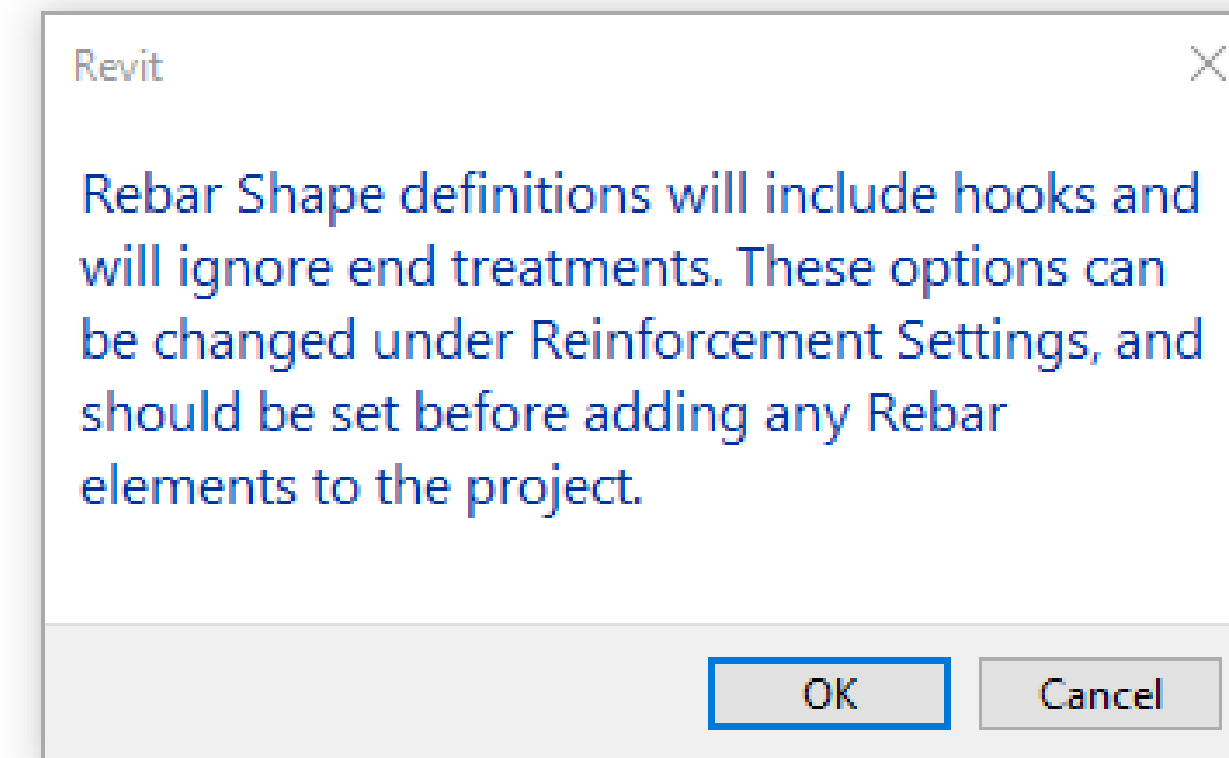 Revit
Rebar Shape definitions will include hooks and
will ignore end treatments. These options can
be changed under Reinforcement Settings, and
should be set before adding any Rebar
elements to the project.
OK Cancel